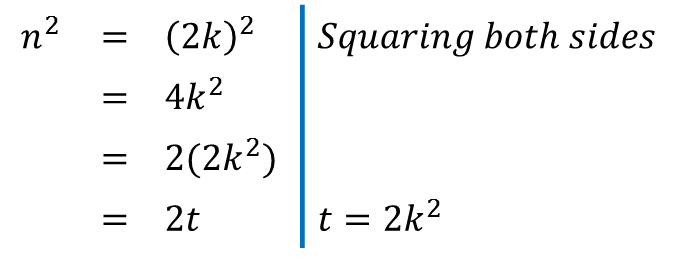 n² = (2k)² Squaring both sides
= 4k²
= 2(2k²)
= 2t t = 2k²